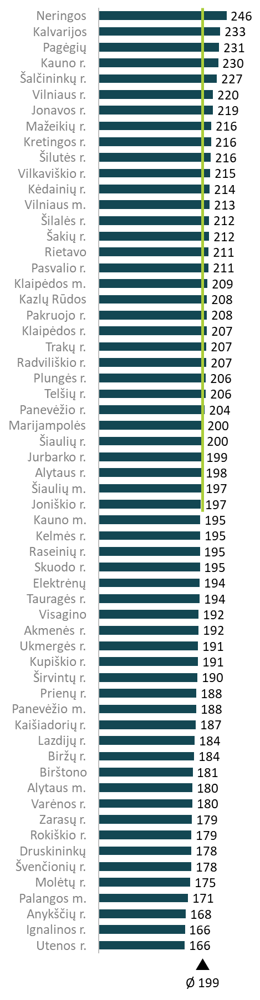 Neringos 246
Kalvarijos 233
Pagėgių 231
Kauno r. 230
Šalčininkų r. 227
Vilniaus r. 220
Jonavos r. 219
Mažeikių r. 216
Kretingos r. 216
Šilutės r. 216
Vilkaviškio r. 215
Kėdainių r. 214
Vilniaus m. 213
Šilalės r. 212
Šakių r. 212
Rietavo 211
Pasvalio r. 211
Klaipėdos m. 209
Kazlų Rūdos 208
Pakruojo r. 208
Klaipėdos r. 207
Trakų r. 207
Radviliškio r. 207
Plungės r. 206
Telšių r. 206
Panevėžio r. 204
Marijampolės 200
Šiaulių r. 200
Jurbarko r. 199
Alytaus r. 198
Šiaulių m. 197
Joniškio r. 197
Kauno m. 195
Kelmės r. 195
Raseinių r. 195
Skuodo r. 195
Elektrėnų 194
Tauragės r. 194
Visagino 192
Akmenės r. 192
Ukmergės r. 191
Kupiškio r. 191
Širvintų r. 190
Prienų r. 188
Panevėžio m. 188
Kaišiadorių r. 187
Lazdijų r. 184
Biržų r. 184
Birštono 181
Alytaus m. 180
Varėnos r. 180
Zarasų r. 179
Rokiškio r. 179
Druskininkų 178
Švenčionių r. 178
Molėtų r. 175
Palangos m. 171
Anykščių r. 168
Ignalinos r. 166
Utenos r. 166
Ø 199